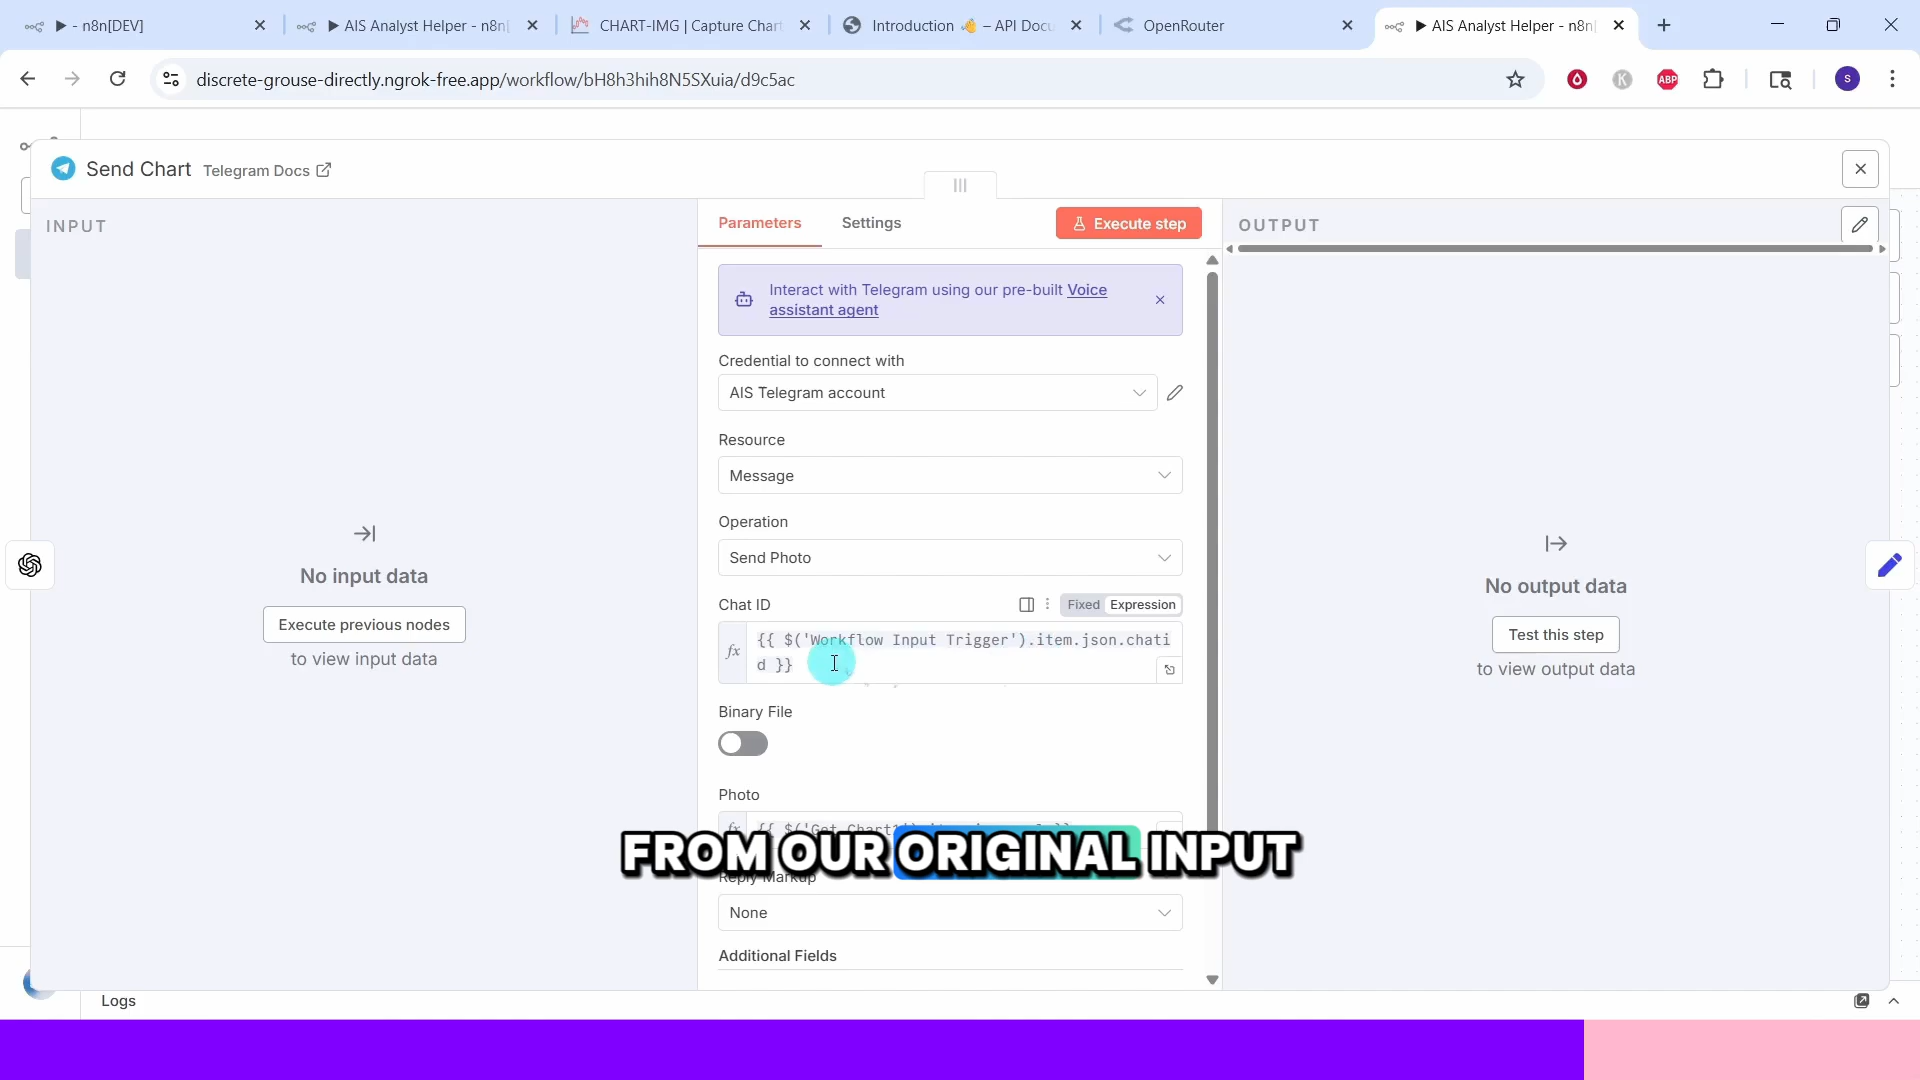 ▶ - n8n[DEV]
▶ AIS Analyst Helper - n8n[
CHART-IMG | Capture Chart
Introduction 👋 – API Docu
OpenRouter
▶ AIS Analyst Helper - n8n[
discrete-grouse-directly.ngrok-free.app/workflow/bH8h3hih8N5SXuia/d9c5ac
K
ABP
S
Send Chart
Telegram Docs
INPUT
Parameters
Settings
Execute step
OUTPUT
Interact with Telegram using our pre-built Voice
assistant agent
Credential to connect with
AIS Telegram account
Resource
Message
Operation
Send Photo
No input data
Execute previous nodes
to view input data
No output data
Test this step
to view output data
Chat ID
Fixed
Expression
fx
{{ $('Workflow Input Trigger').item.json.chati
d }}
Binary File
Photo
FROM OUR ORIGINAL INPUT
Reply Markup
None
Additional Fields
Logs